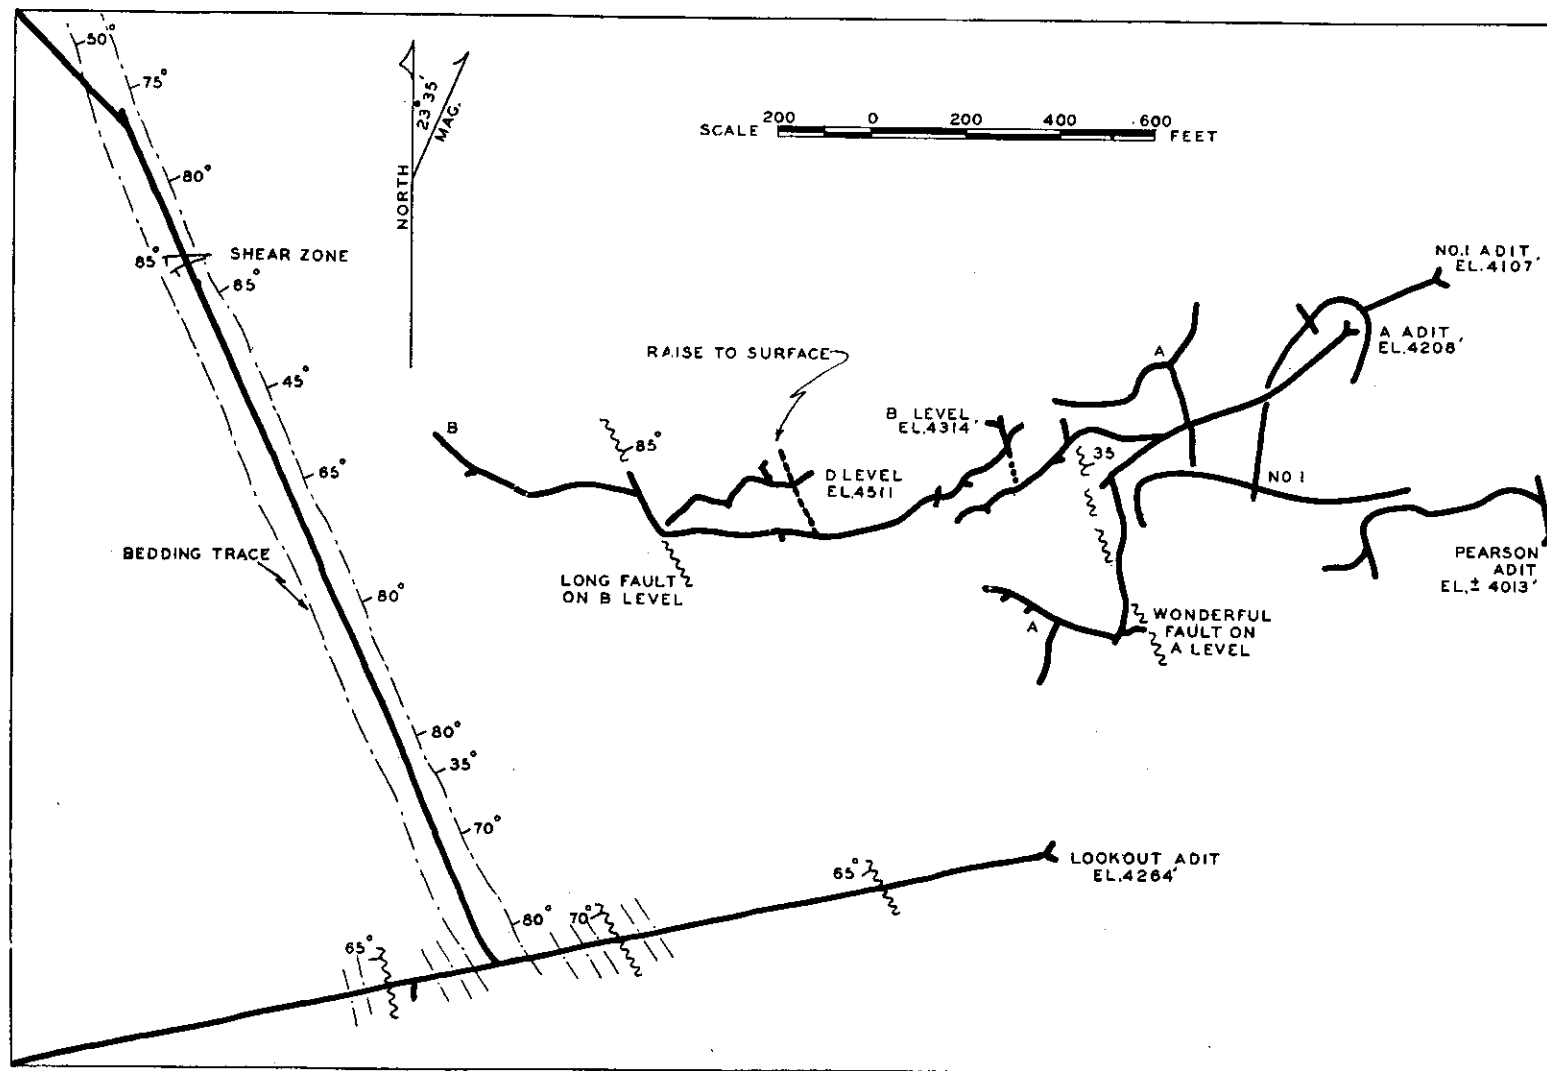 50°
75°
80°
85°
SHEAR ZONE
85°
45°
65°
BEDDING TRACE
80°
80°
35°
70°
80°
70°
65°
65°
NORTH
23°35'
MAG.
SCALE 200 0 200 400 600 FEET
NO.1 ADIT
EL.4107'
A ADIT
EL.4208'
A
RAISE TO SURFACE
B LEVEL
EL.4314'
B
85°
D LEVEL
EL.4511
35
NO 1
LONG FAULT
ON B LEVEL
PEARSON
ADIT
EL.± 4013'
A
WONDERFUL
FAULT ON
A LEVEL
LOOKOUT ADIT
EL.4264'